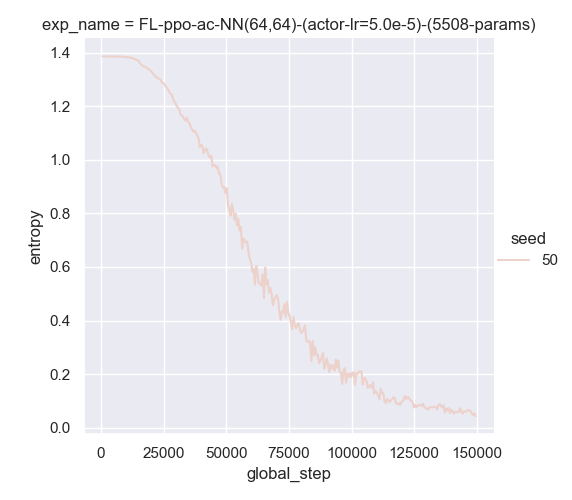 exp_name = FL-ppo-ac-NN(64,64)-(actor-lr=5.0e-5)-(5508-params)
1.4
1.2
1.0
0.8
0.6
0.4
0.2
0.0
entropy
seed
50
0 25000 50000 75000 100000 125000 150000
global_step